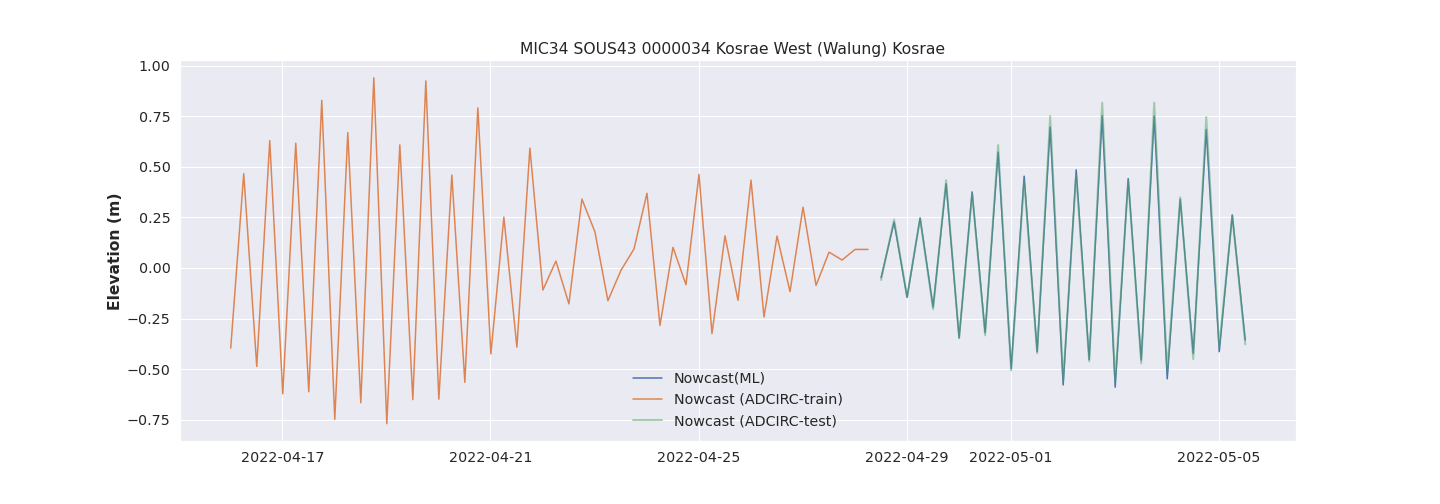 MIC34 SOUS43 0000034 Kosrae West (Walung) Kosrae
1.00
0.75
0.50
0.25
0.00
−0.25
−0.50
−0.75
Elevation (m)
Nowcast(ML)
Nowcast (ADCIRC-train)
Nowcast (ADCIRC-test)
2022-04-17 2022-04-21 2022-04-25 2022-04-29 2022-05-01 2022-05-05